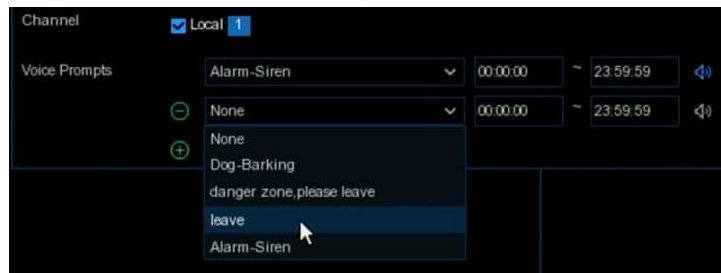 Channel Local 1
Voice Prompts Alarm-Siren 00:00:00 ~ 23:59:59
None 00:00:00 ~ 23:59:59
None
Dog-Barking
danger zone,please leave
leave
Alarm-Siren